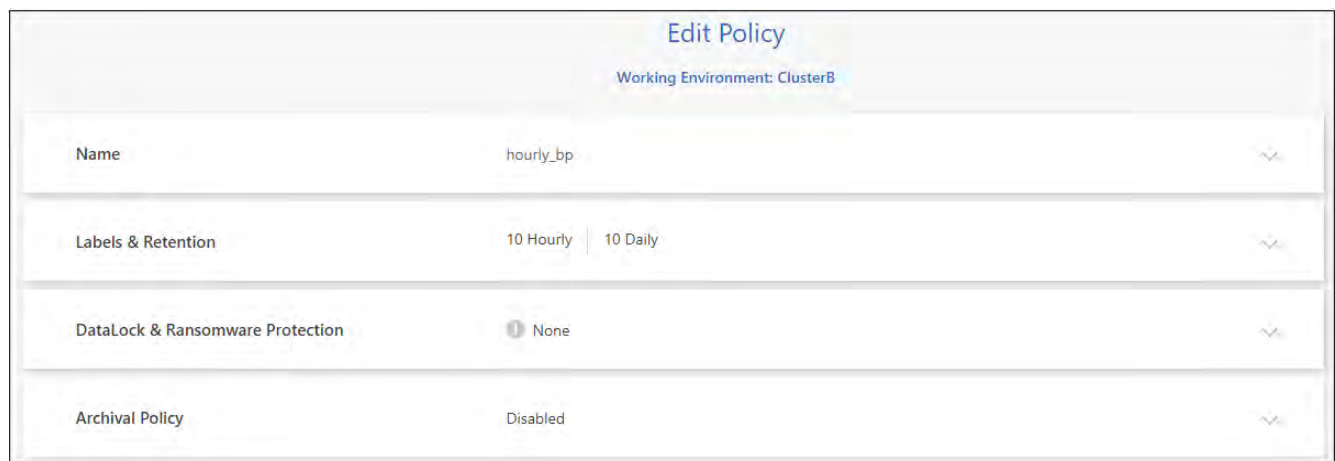 Edit Policy
Working Environment: ClusterB
Name hourly_bp
Labels & Retention 10 Hourly 10 Daily
DataLock & Ransomware Protection None
Archival Policy Disabled